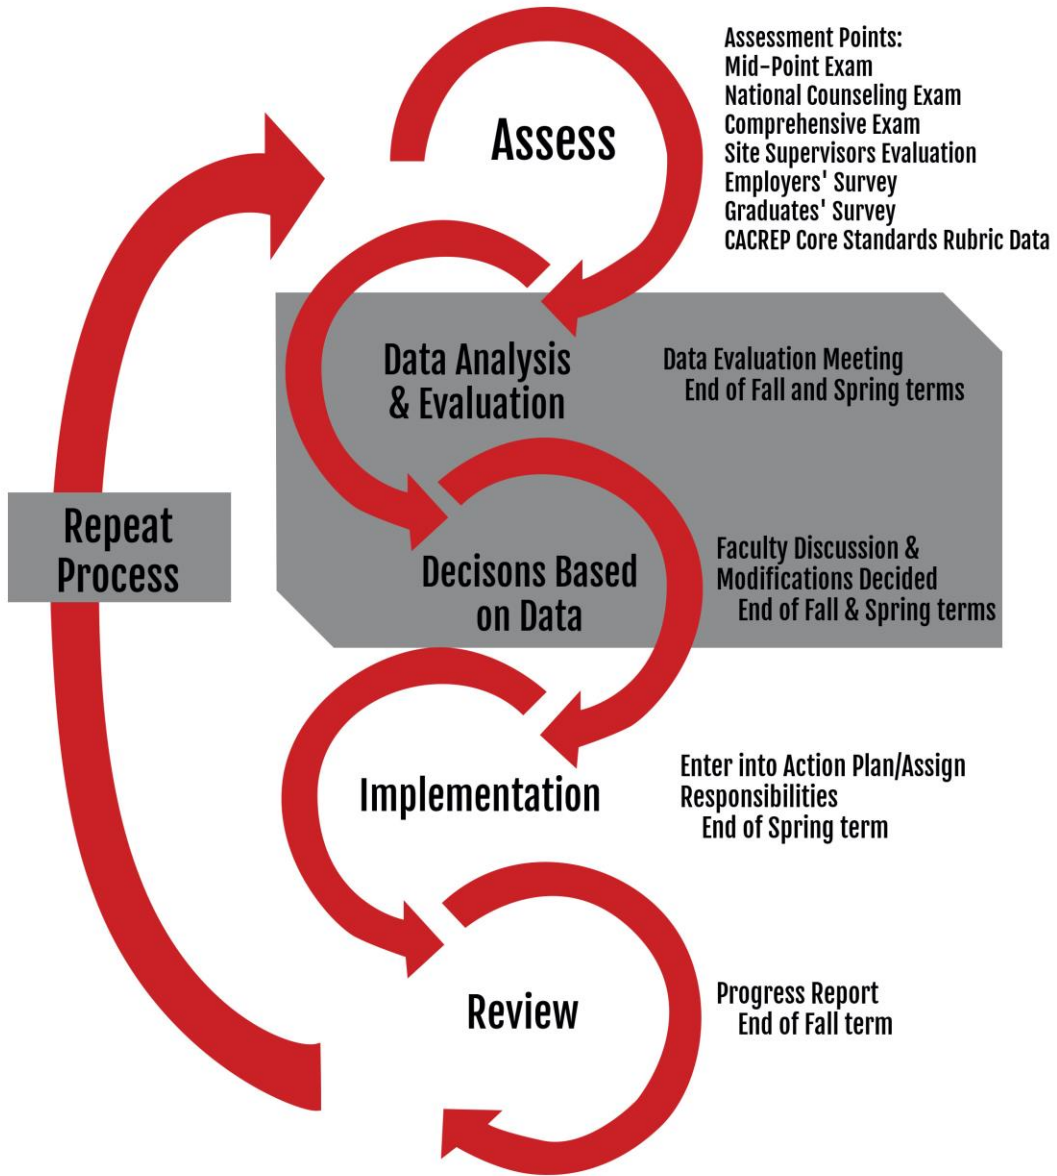 Assessment Points:
Mid-Point Exam
National Counseling Exam
Comprehensive Exam
Site Supervisors Evaluation
Employers' Survey
Graduates' Survey
CACREP Core Standards Rubric Data
Assess
Data Analysis
& Evaluation
Data Evaluation Meeting
End of Fall and Spring terms
Repeat
Process
Decisons Based
on Data
Faculty Discussion &
Modifications Decided
End of Fall & Spring terms
Implementation
Enter into Action Plan/Assign
Responsibilities
End of Spring term
Review
Progress Report
End of Fall term